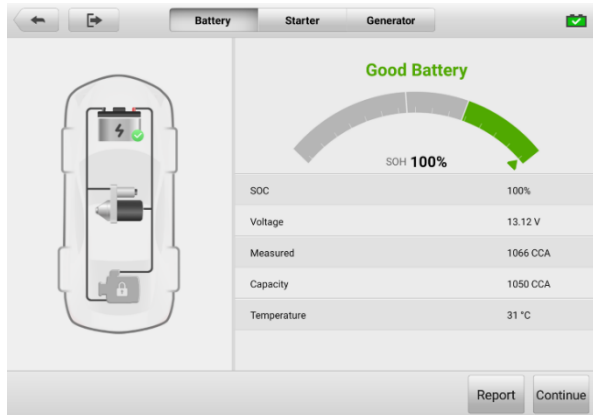 Battery Starter Generator
Good Battery
SOH 100%
SOC 100%
Voltage 13.12 V
Measured 1066 CCA
Capacity 1050 CCA
Temperature 31 °C
Report Continue